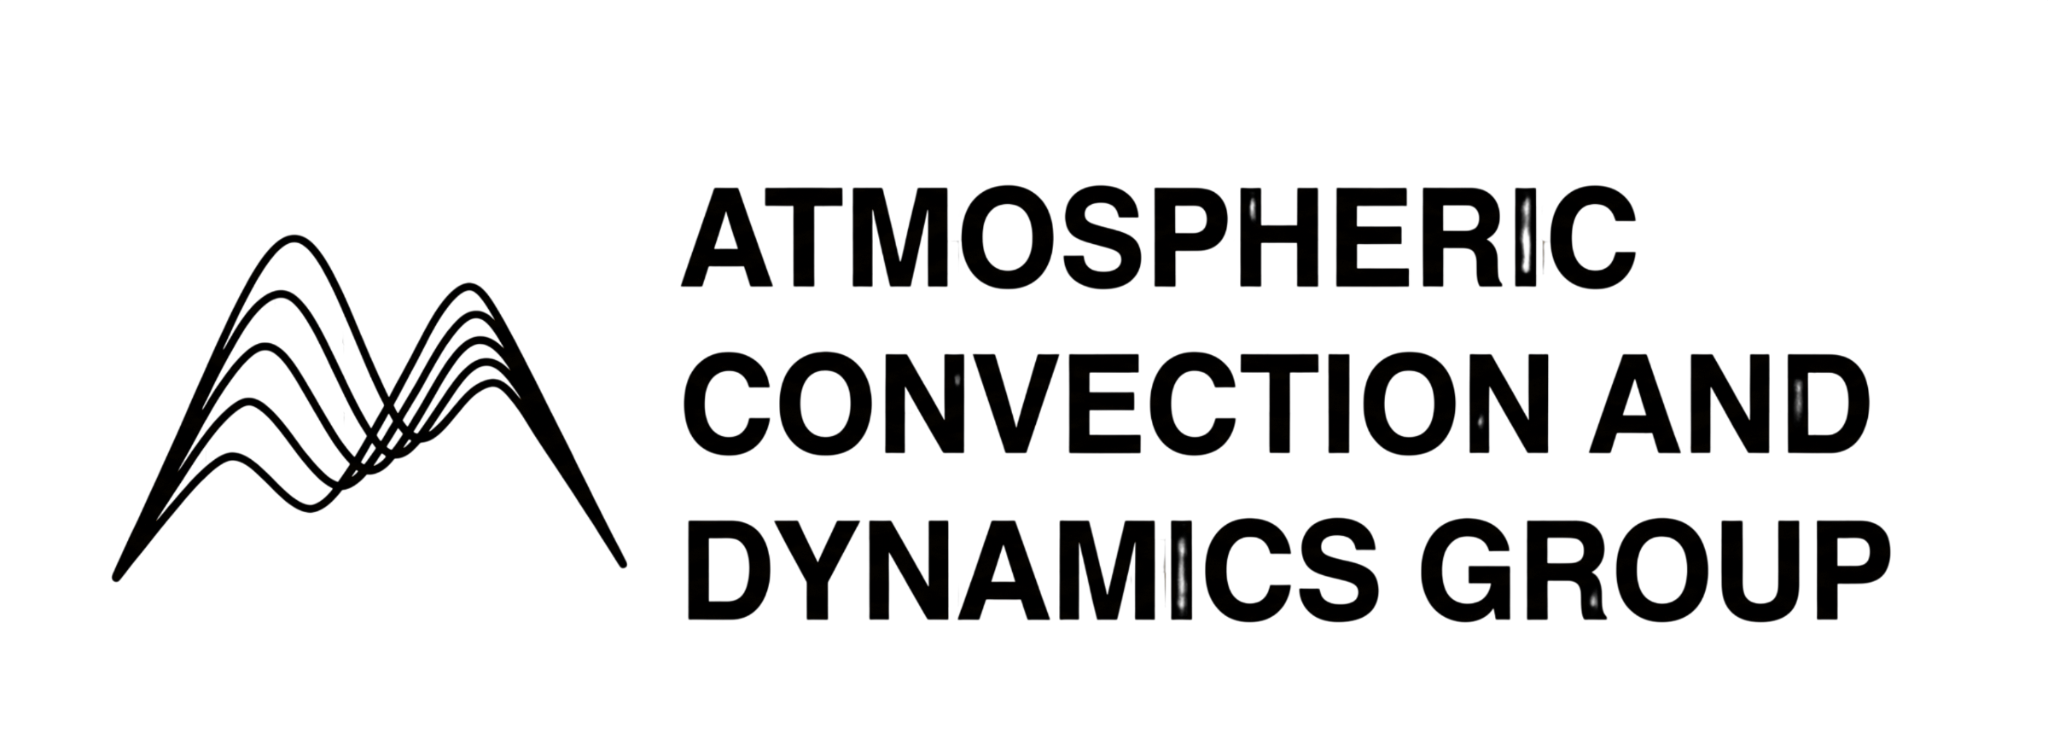 ATMOSPHERIC
CONVECTION AND
DYNAMICS GROUP